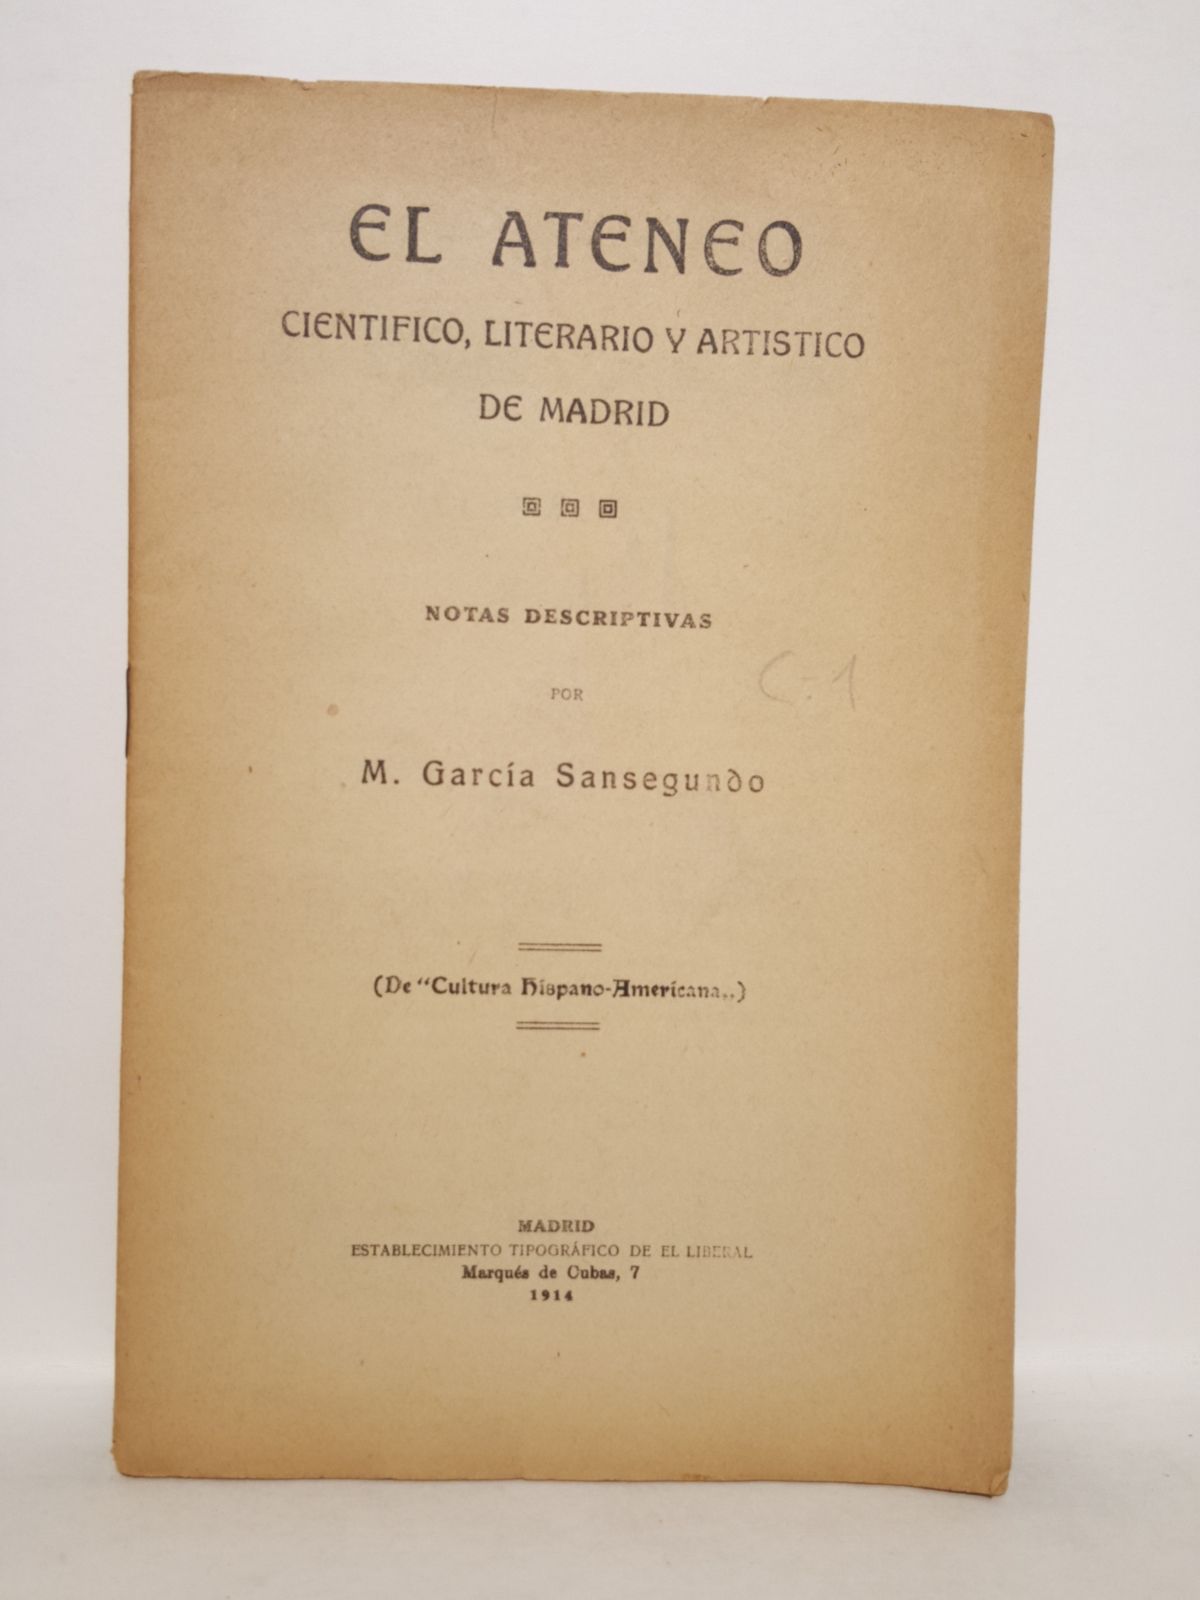 EL ATENEO
CIENTIFICO, LITERARIO Y ARTISTICO
DE MADRID
NOTAS DESCRIPTIVAS
POR
C-1
M. García Sansegundo
(De "Cultura Hispano-Americana„)
MADRID
ESTABLECIMIENTO TIPOGRÁFICO DE EL LIBERAL
Marqués de Cubas, 7
1914